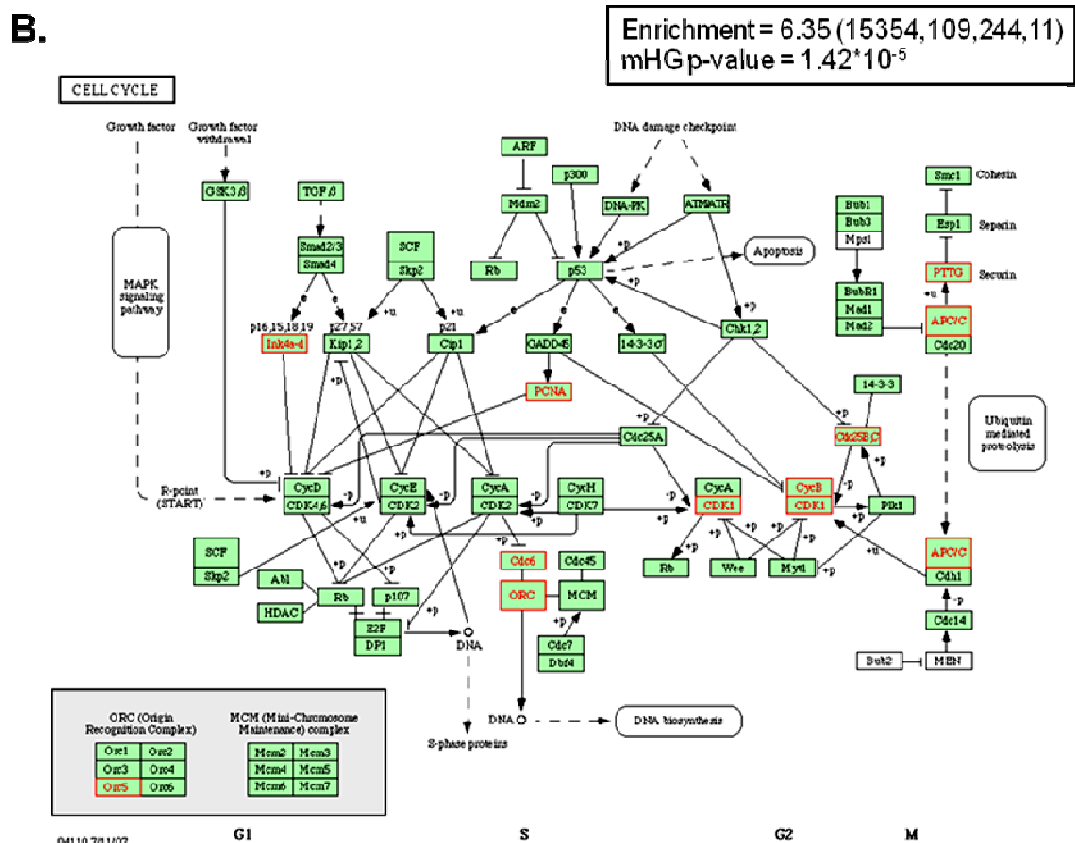 B.
Enrichment = 6.35 (15354,109,244,11)
mHG p-value = 1.42*10-5
CELL CYCLE
Growth factor
Growth factor
withdrawal
DNA damage checkpoint
ARF
p300
Smc1
Cohesin
GSK3β
TGFβ
Mdm2
DNA-PK
ATM/ATR
Bub1
Bub3
Mps1
Esp1
Separin
Smad2/3
Smad4
SCF
Skp2
Rb
p53
+p
Apoptosis
PTTG
Securin
MAPK
signaling
pathway
e
e
+u
+u
e
e
e
+p
+p
BubR1
Mad1
Mad2
+u
APC/C
Cdc20
p16,15,18,19
Ink4a-d
p27,57
Kip1,2
p21
Cip1
GADD45
14-3-3σ
Chk1,2
+p
PCNA
14-3-3
Ubiquitin
mediated
proteolysis
+p
+p
Cdc25A
Cdc25B,C
R-point
(START)
+p
CycD
CDK4,6
-p
CycE
CDK2
-p
CycA
CDK2
-p
+p
CycH
CDK7
-p
+p
CycA
CDK1
CycB
CDK1
-p
+p
+p
Plk1
+u
+p
+p
+p
+p
+p
+u
SCF
Skp2
+p
+p
Cdc6
Cdc45
Rb
Wee
Myt1
+p
APC/C
Cdh1
Abl
HDAC
Rb
p107
+p
ORC
MCM
-p
E2F
DP1
DNA
+p
Cdc7
Dbf4
Cdc14
Bub2
MEN
ORC (Origin
Recognition Complex)
MCM (Mini-Chromosome
Maintenance) complex
Orc1 Orc2
Orc3 Orc4
Orc5 Orc6
Mcm2 Mcm3
Mcm4 Mcm5
Mcm6 Mcm7
DNA
DNA biosynthesis
S-phase proteins
G1
S
G2
M